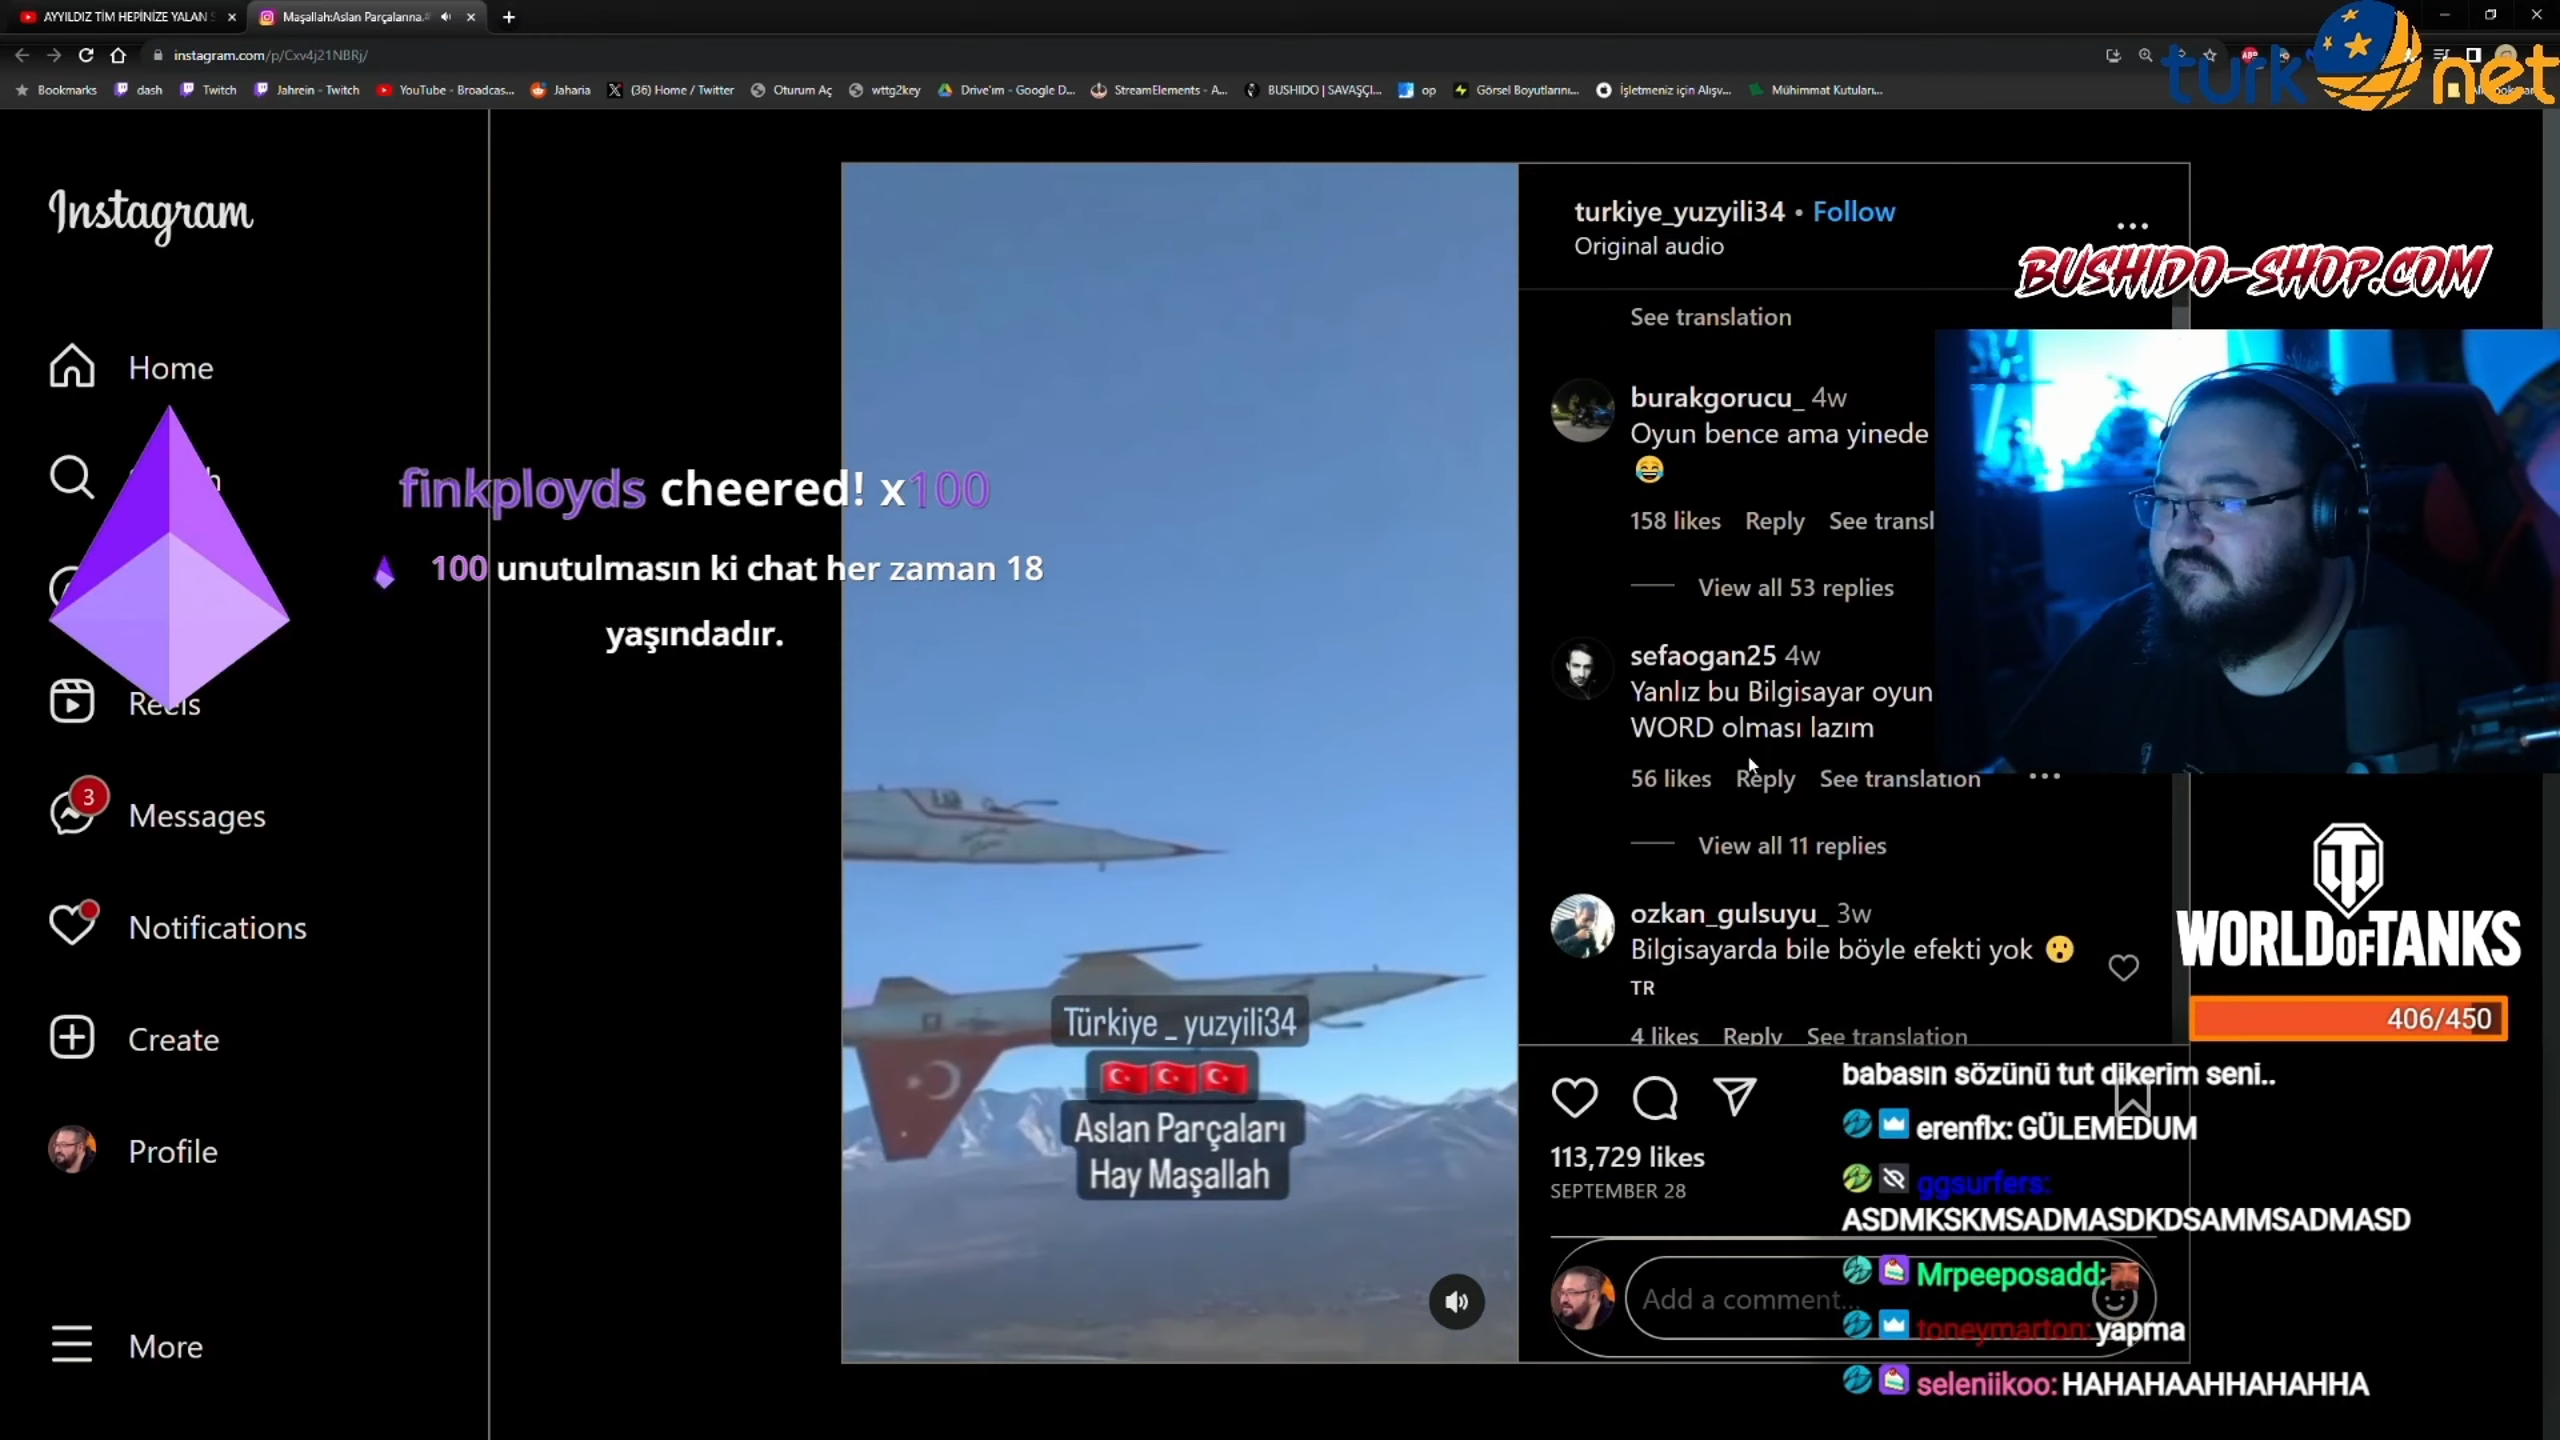 AYYILDIZ TİM HEPİNİZE YALAN S
Maşallah:Aslan Parçalarına.
instagram.com/p/Cxv4j21NBRj/
Bookmarks
dash
Twitch
Jahrein - Twitch
YouTube - Broadcas...
Jaharia
(36) Home / Twitter
Oturum Aç
wttg2key
Drive'ım - Google D...
StreamElements - A...
BUSHIDO | SAVAŞÇI...
op
Görsel Boyutlarını...
İşletmeniz için Alışv...
Mühimmat Kutuları...
turk net
Instagram
Home
Reels
3
Messages
Notifications
Create
Profile
More
finkployds cheered! x100
100 unutulmasın ki chat her zaman 18
yaşındadır.
Türkiye _ yuzyili34
Aslan Parçaları
Hay Maşallah
turkiye_yuzyili34 • Follow
Original audio
BUSHIDO-SHOP.COM
See translation
burakgorucu_ 4w
Oyun bence ama yinede
158 likes Reply See transl
View all 53 replies
sefaogan25 4w
Yanlız bu Bilgisayar oyun
WORD olması lazım
56 likes Reply See translation
View all 11 replies
ozkan_gulsuyu_ 3w
Bilgisayarda bile böyle efekti yok
TR
4 likes Reply See translation
113,729 likes
SEPTEMBER 28
Add a comment...
WORLD OF TANKS
406/450
babasın sözünü tut dikerim seni..
erenflx: GÜLEMEDUM
ggsurfers:
ASDMKSKMSADMASDKDSAMMSADMASD
Mrpeeposadd:
toneymarton: yapma
seleniikoo: HAHAHAAHHAHAHHA